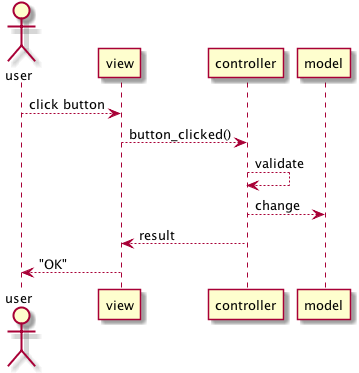 user
view
controller
model
click button
button_clicked()
validate
change
result
"OK"
user
view
controller
model